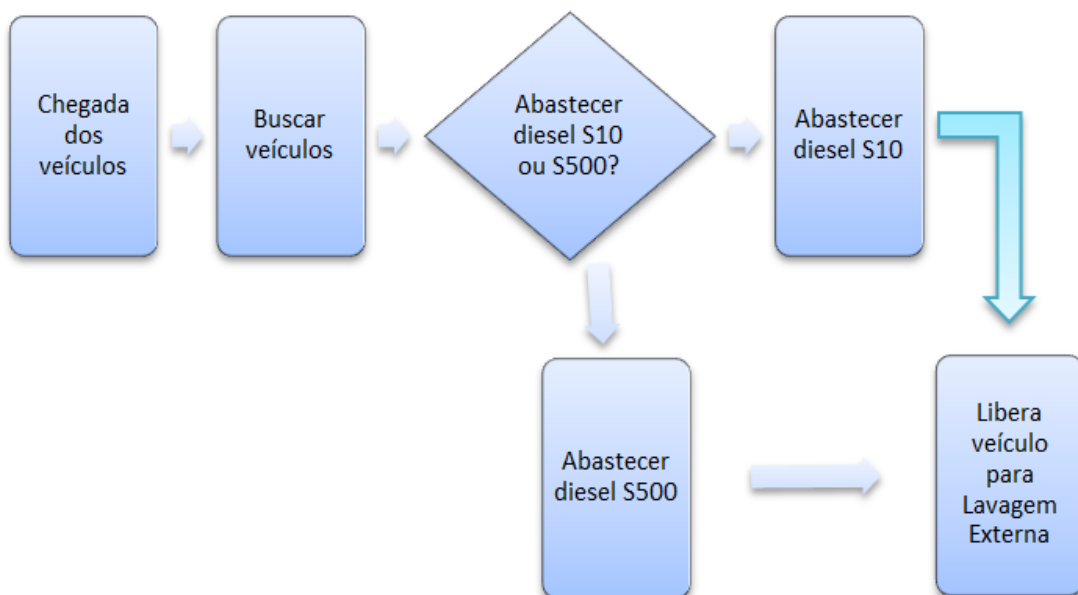 Chegada
dos
veículos
Buscar
veículos
Abastecer
diesel S10
ou S500?
Abastecer
diesel S10
Abastecer
diesel S500
Libera
veículo
para
Lavagem
Externa